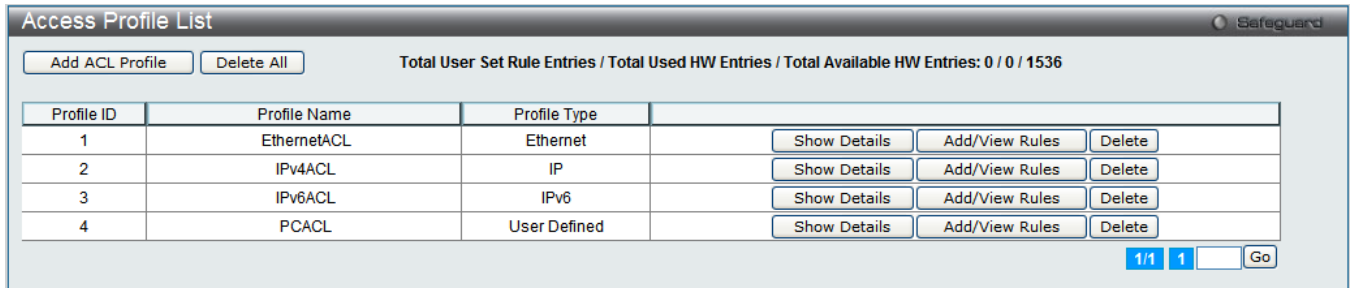 Access Profile List Safeguard
Add ACL Profile Delete All Total User Set Rule Entries / Total Used HW Entries / Total Available HW Entries: 0 / 0 / 1536
Profile ID Profile Name Profile Type
1 EthernetACL Ethernet Show Details Add/View Rules Delete
2 IPv4ACL IP Show Details Add/View Rules Delete
3 IPv6ACL IPv6 Show Details Add/View Rules Delete
4 PCACL User Defined Show Details Add/View Rules Delete
1/1 1 Go